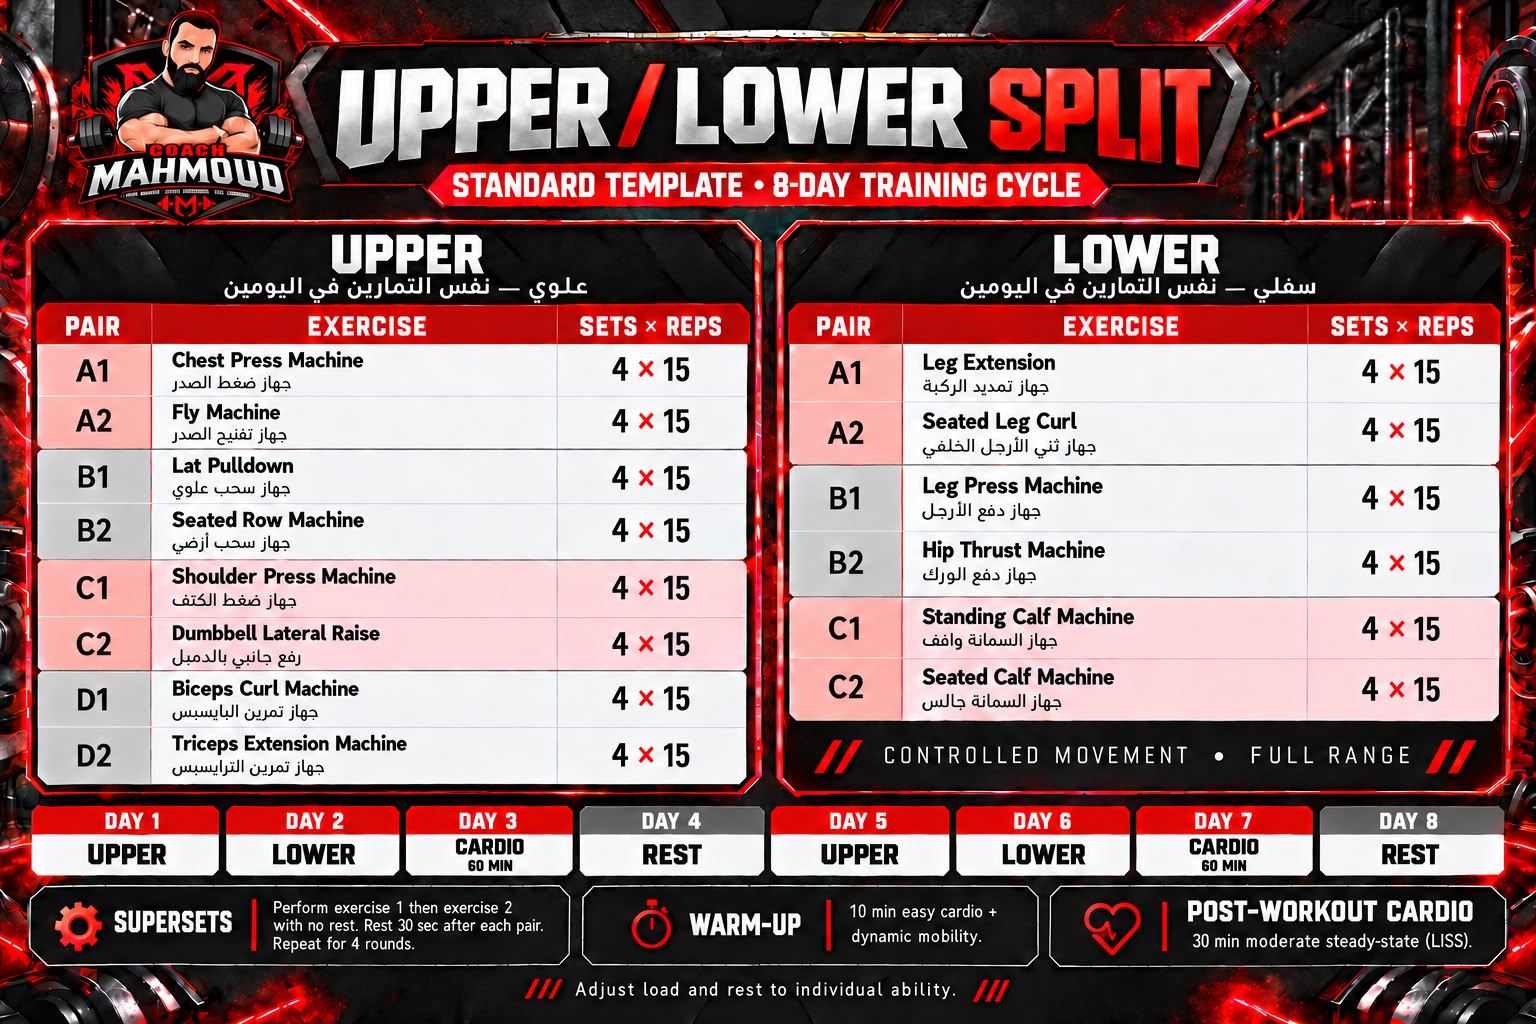 COACH
MAHMOUD
M
UPPER/LOWER SPLIT
STANDARD TEMPLATE • 8-DAY TRAINING CYCLE
UPPER
علوي — نفس التمارين في اليومين
PAIR EXERCISE SETS × REPS
A1 Chest Press Machine 4 × 15
جهاز ضغط الصدر
A2 Fly Machine 4 × 15
جهاز تفنيح الصدر
B1 Lat Pulldown 4 × 15
جهاز سحب علوي
B2 Seated Row Machine 4 × 15
جهاز سحب أزضي
C1 Shoulder Press Machine 4 × 15
جهاز ضغط الكتف
C2 Dumbbell Lateral Raise 4 × 15
رفع جانبي بالدمبل
D1 Biceps Curl Machine 4 × 15
جهاز تمرين البايسبس
D2 Triceps Extension Machine 4 × 15
جهاز تمرين الترايسبس
LOWER
سفلي — نفس التمارين في اليومين
PAIR EXERCISE SETS × REPS
A1 Leg Extension 4 × 15
جهاز تمديد الركبة
A2 Seated Leg Curl 4 × 15
جهاز ثني الأرجل الخلفي
B1 Leg Press Machine 4 × 15
جهاز دفع الأرجل
B2 Hip Thrust Machine 4 × 15
جهاز دفع الورك
C1 Standing Calf Machine 4 × 15
جهاز السمانة وافف
C2 Seated Calf Machine 4 × 15
جهاز السمانة جالس
CONTROLLED MOVEMENT • FULL RANGE
DAY 1
UPPER
DAY 2
LOWER
DAY 3
CARDIO
60 MIN
DAY 4
REST
DAY 5
UPPER
DAY 6
LOWER
DAY 7
CARDIO
60 MIN
DAY 8
REST
SUPERSETS
Perform exercise 1 then exercise 2
with no rest. Rest 30 sec after each pair.
Repeat for 4 rounds.
WARM-UP
10 min easy cardio +
dynamic mobility.
POST-WORKOUT CARDIO
30 min moderate steady-state (LISS).
Adjust load and rest to individual ability.